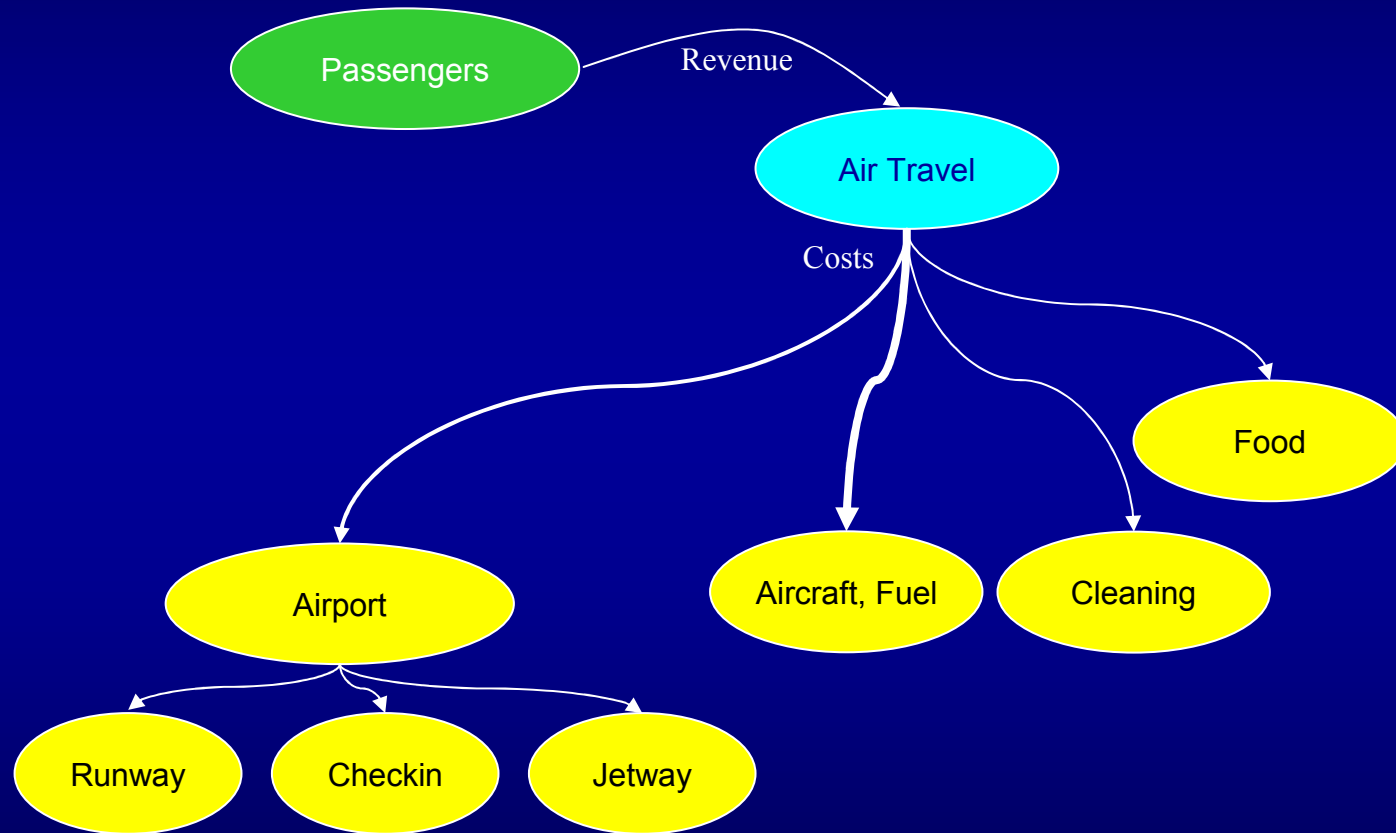 Passengers
Revenue
Air Travel
Costs
Food
Aircraft, Fuel
Cleaning
Airport
Runway
Checkin
Jetway